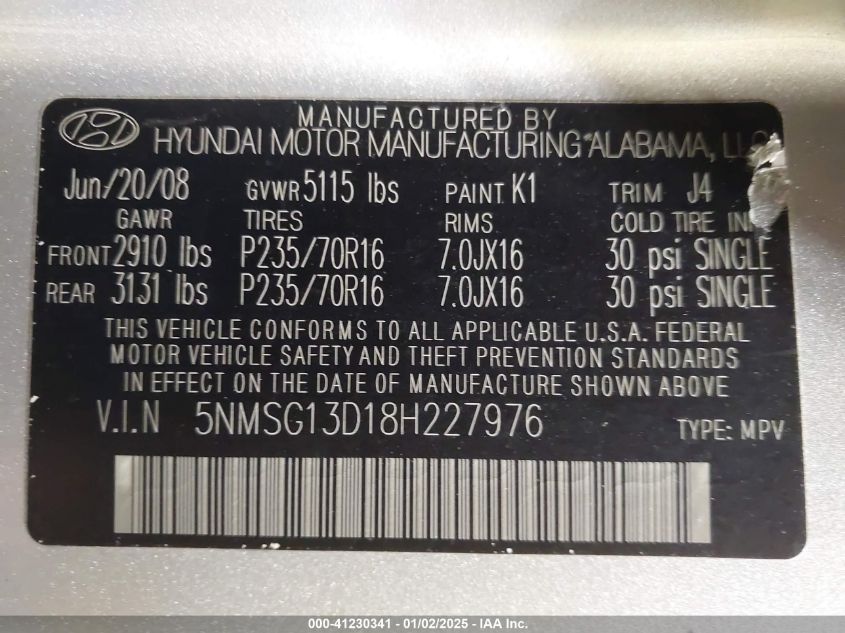 MANUFACTURED BY
HYUNDAI MOTOR MANUFACTURING ALABAMA,
Jun/20/08 GVWR 5115 lbs PAINT K1 TRIM J4
GAWR TIRES RIMS COLD TIRE
FRONT 2910 lbs P235/70R16 7.0JX16 30 psi SINGLE
REAR 3131 lbs P235/70R16 7.0JX16 30 psi SINGLE
THIS VEHICLE CONFORMS TO ALL APPLICABLE U.S.A. FEDERAL
MOTOR VEHICLE SAFETY AND THEFT PREVENTION STANDARDS
IN EFFECT ON THE DATE OF MANUFACTURE SHOWN ABOVE
V.I.N 5NMSG13D18H227976 TYPE: MPV
000-41230341 - 01/02/2025 - IAA Inc.